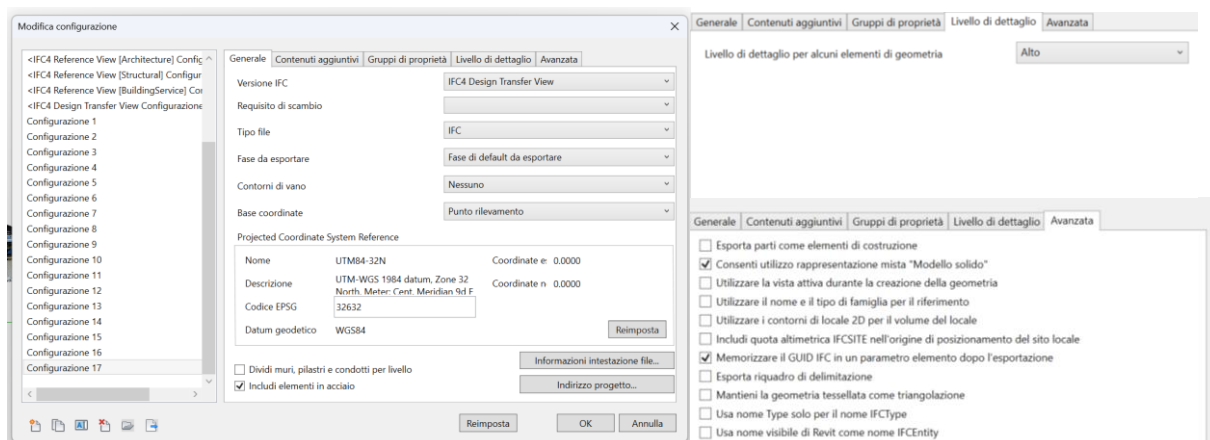 Modifica configurazione
<IFC4 Reference View [Architecture] Config
<IFC4 Reference View [Structural] Configur
<IFC4 Reference View [BuildingService] Co
<IFC4 Design Transfer View Configurazione
Configurazione 1
Configurazione 2
Configurazione 3
Configurazione 4
Configurazione 5
Configurazione 6
Configurazione 7
Configurazione 8
Configurazione 9
Configurazione 10
Configurazione 11
Configurazione 12
Configurazione 13
Configurazione 14
Configurazione 15
Configurazione 16
Configurazione 17
Generale Contenuti aggiuntivi Gruppi di proprietà Livello di dettaglio Avanzata
Versione IFC IFC4 Design Transfer View
Requisito di scambio
Tipo file IFC
Fase da esportare Fase di default da esportare
Contorni di vano Nessuno
Base coordinate Punto rilevamento
Projected Coordinate System Reference
Nome UTM84-32N Coordinate e: 0.0000
Descrizione UTM-WGS 1984 datum, Zone 32 Coordinate n 0.0000
North, Meter; Cent. Meridian 9d E
Codice EPSG 32632
Datum geodetico WGS84 Reimposta
Informazioni intestazione file...
Dividi muri, pilastri e condotti per livello
Includi elementi in acciaio Indirizzo progetto...
Reimposta OK Annulla
Generale Contenuti aggiuntivi Gruppi di proprietà Livello di dettaglio Avanzata
Livello di dettaglio per alcuni elementi di geometria Alto
Generale Contenuti aggiuntivi Gruppi di proprietà Livello di dettaglio Avanzata
Esporta parti come elementi di costruzione
Consenti utilizzo rappresentazione mista "Modello solido"
Utilizzare la vista attiva durante la creazione della geometria
Utilizzare il nome e il tipo di famiglia per il riferimento
Utilizzare i contorni di locale 2D per il volume del locale
Includi quota altimetrica IFCSITE nell'origine di posizionamento del sito locale
Memorizzare il GUID IFC in un parametro elemento dopo l'esportazione
Esporta riquadro di delimitazione
Mantieni la geometria tessellata come triangolazione
Usa nome Type solo per il nome IFCType
Usa nome visibile di Revit come nome IFCEntity